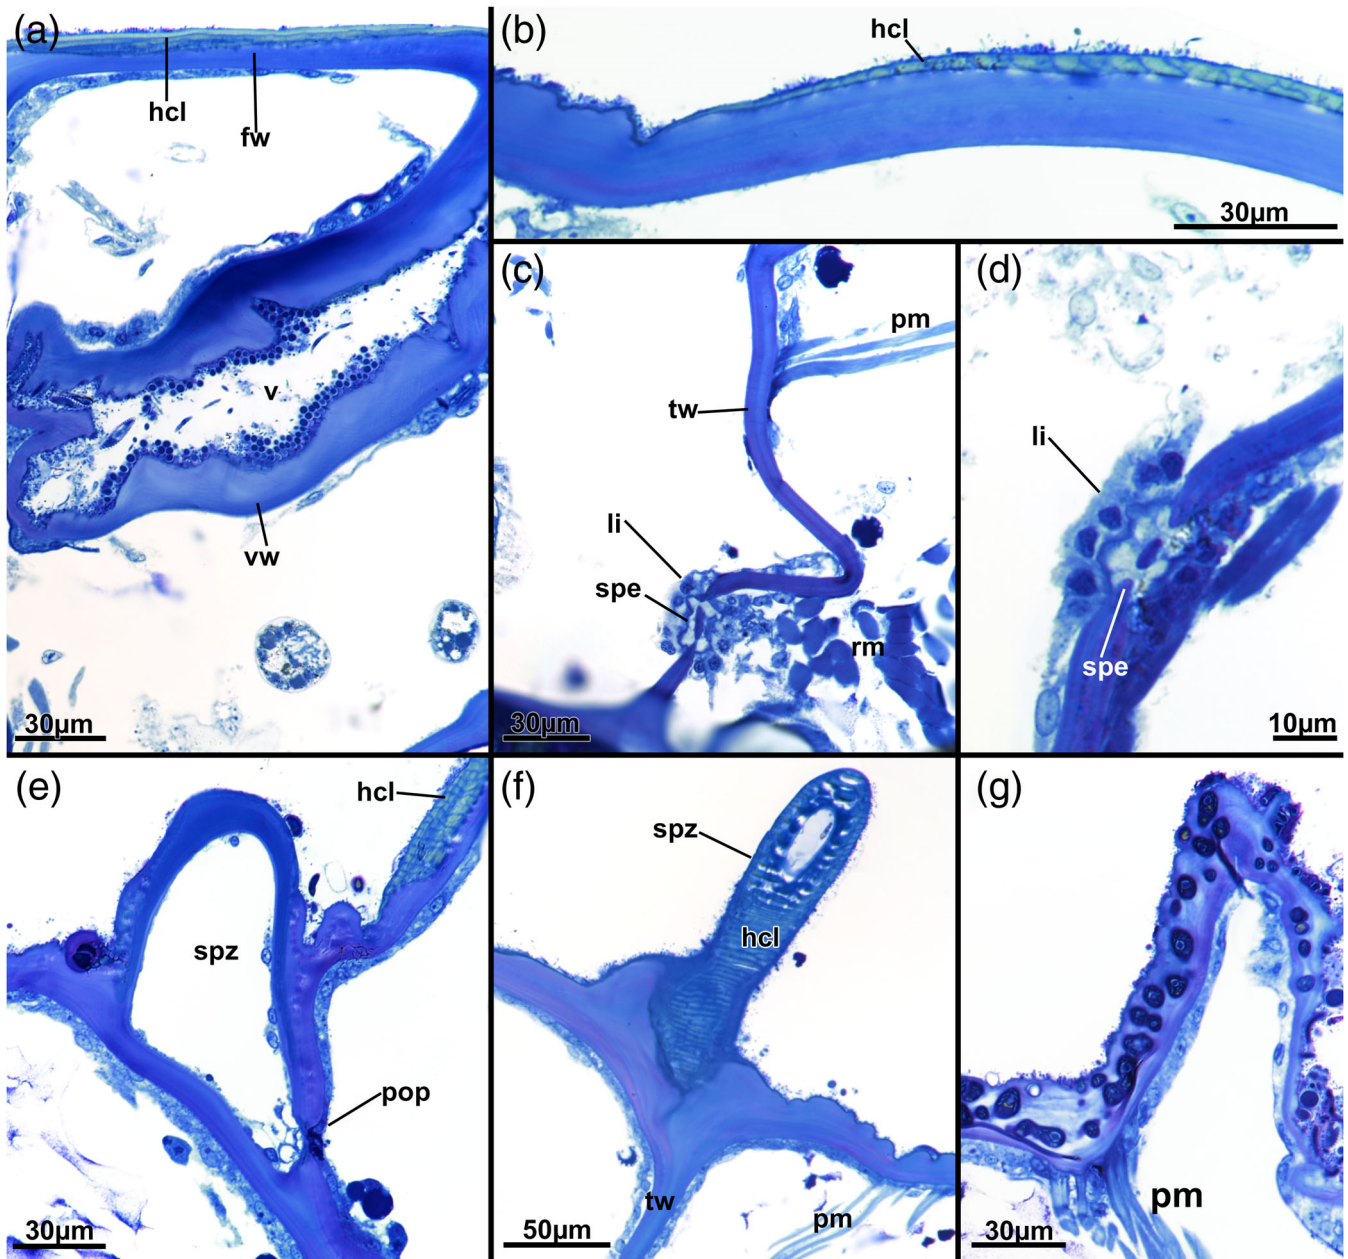 (a)
hcl
fw
v
vw
30µm
(b)
hcl
30µm
(c)
pm
tw
li
spe
rm
30µm
(d)
li
spe
10µm
(e)
hcl
spz
pop
30µm
(f)
spz
hcl
tw
pm
50µm
(g)
pm
30µm